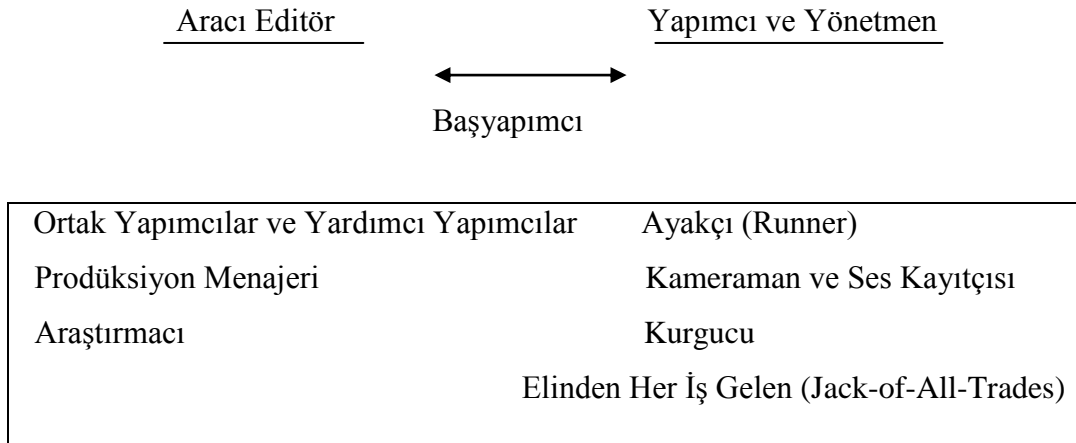 Aracı Editör Yapımcı ve Yönetmen
Başyapımcı
Ortak Yapımcılar ve Yardımcı Yapımcılar Ayakçı (Runner)
Prodüksiyon Menajeri Kameraman ve Ses Kayıtçısı
Araştırmacı Kurgucu
Elinden Her İş Gelen (Jack-of-All-Trades)